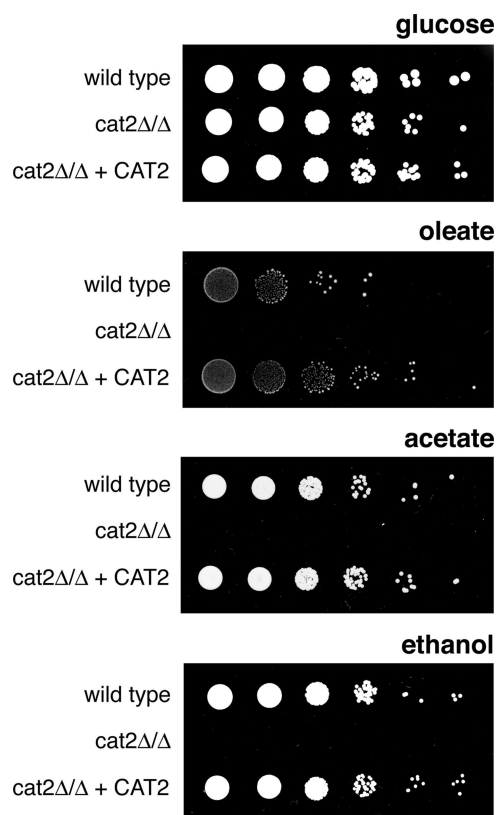 glucose
wild type
cat2Δ/Δ
cat2Δ/Δ + CAT2
oleate
wild type
cat2Δ/Δ
cat2Δ/Δ + CAT2
acetate
wild type
cat2Δ/Δ
cat2Δ/Δ + CAT2
ethanol
wild type
cat2Δ/Δ
cat2Δ/Δ + CAT2